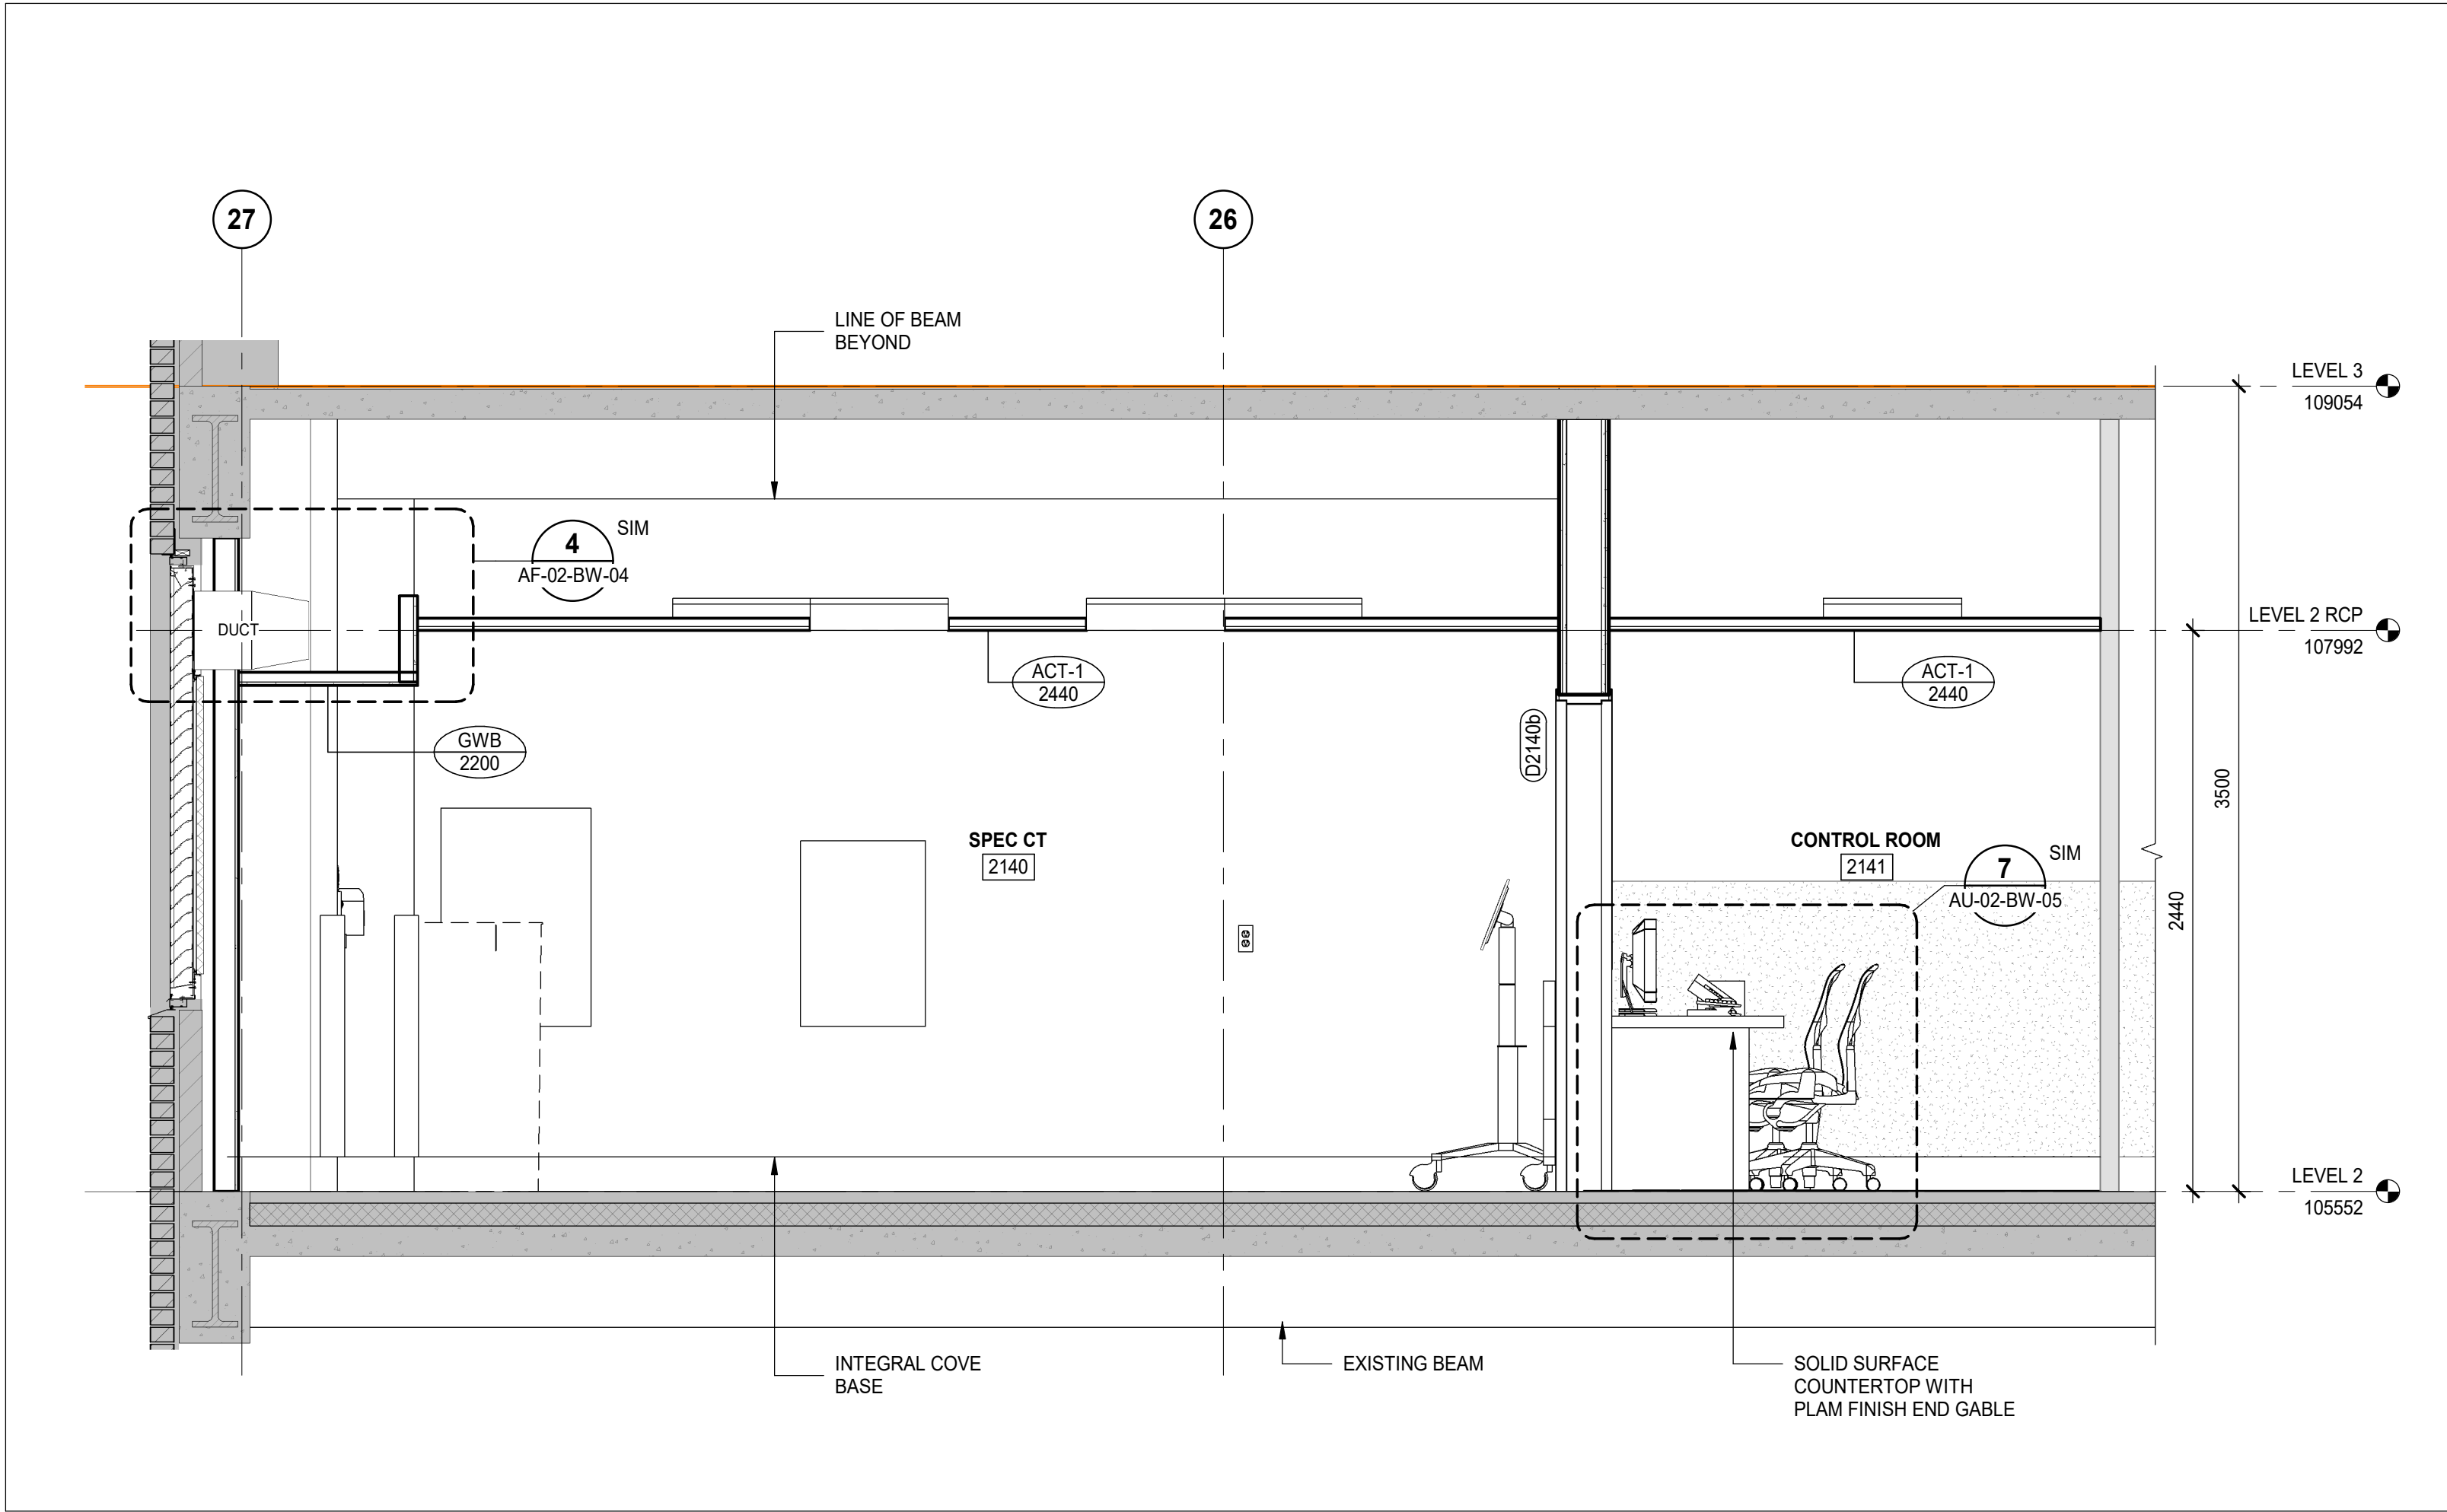 27
26
LINE OF BEAM
BEYOND
LEVEL 3
109054
4
SIM
AF-02-BW-04
DUCT
LEVEL 2 RCP
107992
ACT-1
2440
ACT-1
2440
GWB
2200
D2140b
3500
SPEC CT
2140
CONTROL ROOM
2141
7
SIM
AU-02-BW-05
2440
LEVEL 2
105552
INTEGRAL COVE
BASE
EXISTING BEAM
SOLID SURFACE
COUNTERTOP WITH
PLAM FINISH END GABLE